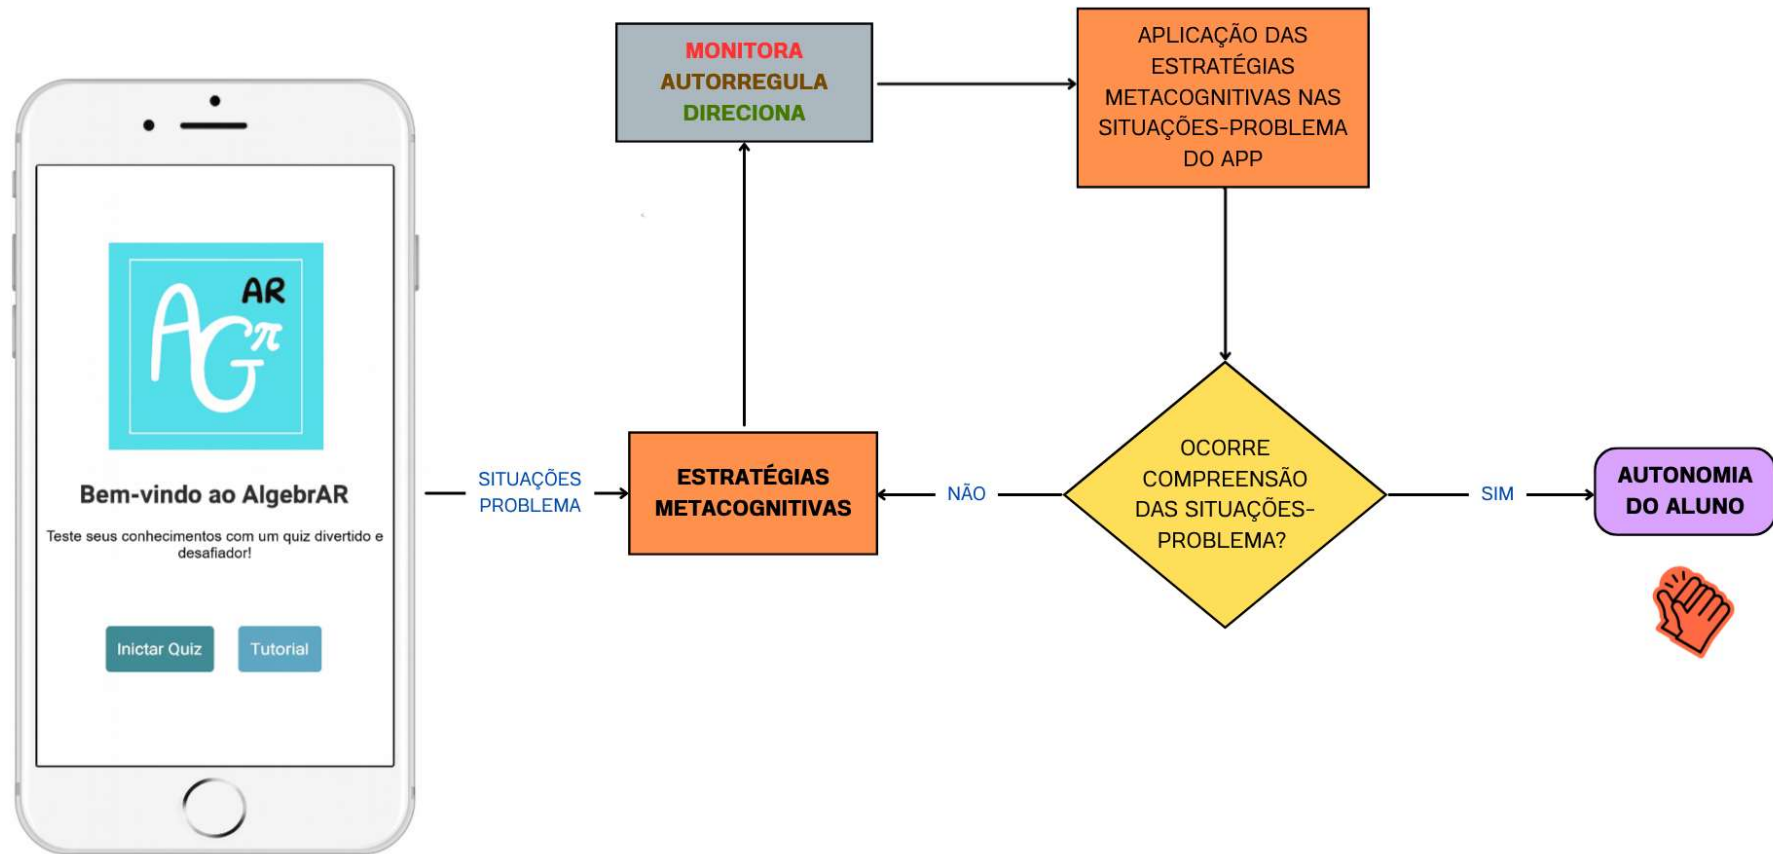 MONITORA
AUTORREGULA
DIRECIONA
APLICAÇÃO DAS
ESTRATÉGIAS
METACOGNITIVAS NAS
SITUAÇÕES-PROBLEMA
DO APP
AR
AGπ
Bem-vindo ao AlgebrAR
Teste seus conhecimentos com um quiz divertido e
desafiador!
Inictar Quiz
Tutorial
SITUAÇÕES
PROBLEMA
ESTRATÉGIAS
METACOGNITIVAS
NÃO
OCORRE
COMPREENSÃO
DAS SITUAÇÕES-
PROBLEMA?
SIM
AUTONOMIA
DO ALUNO